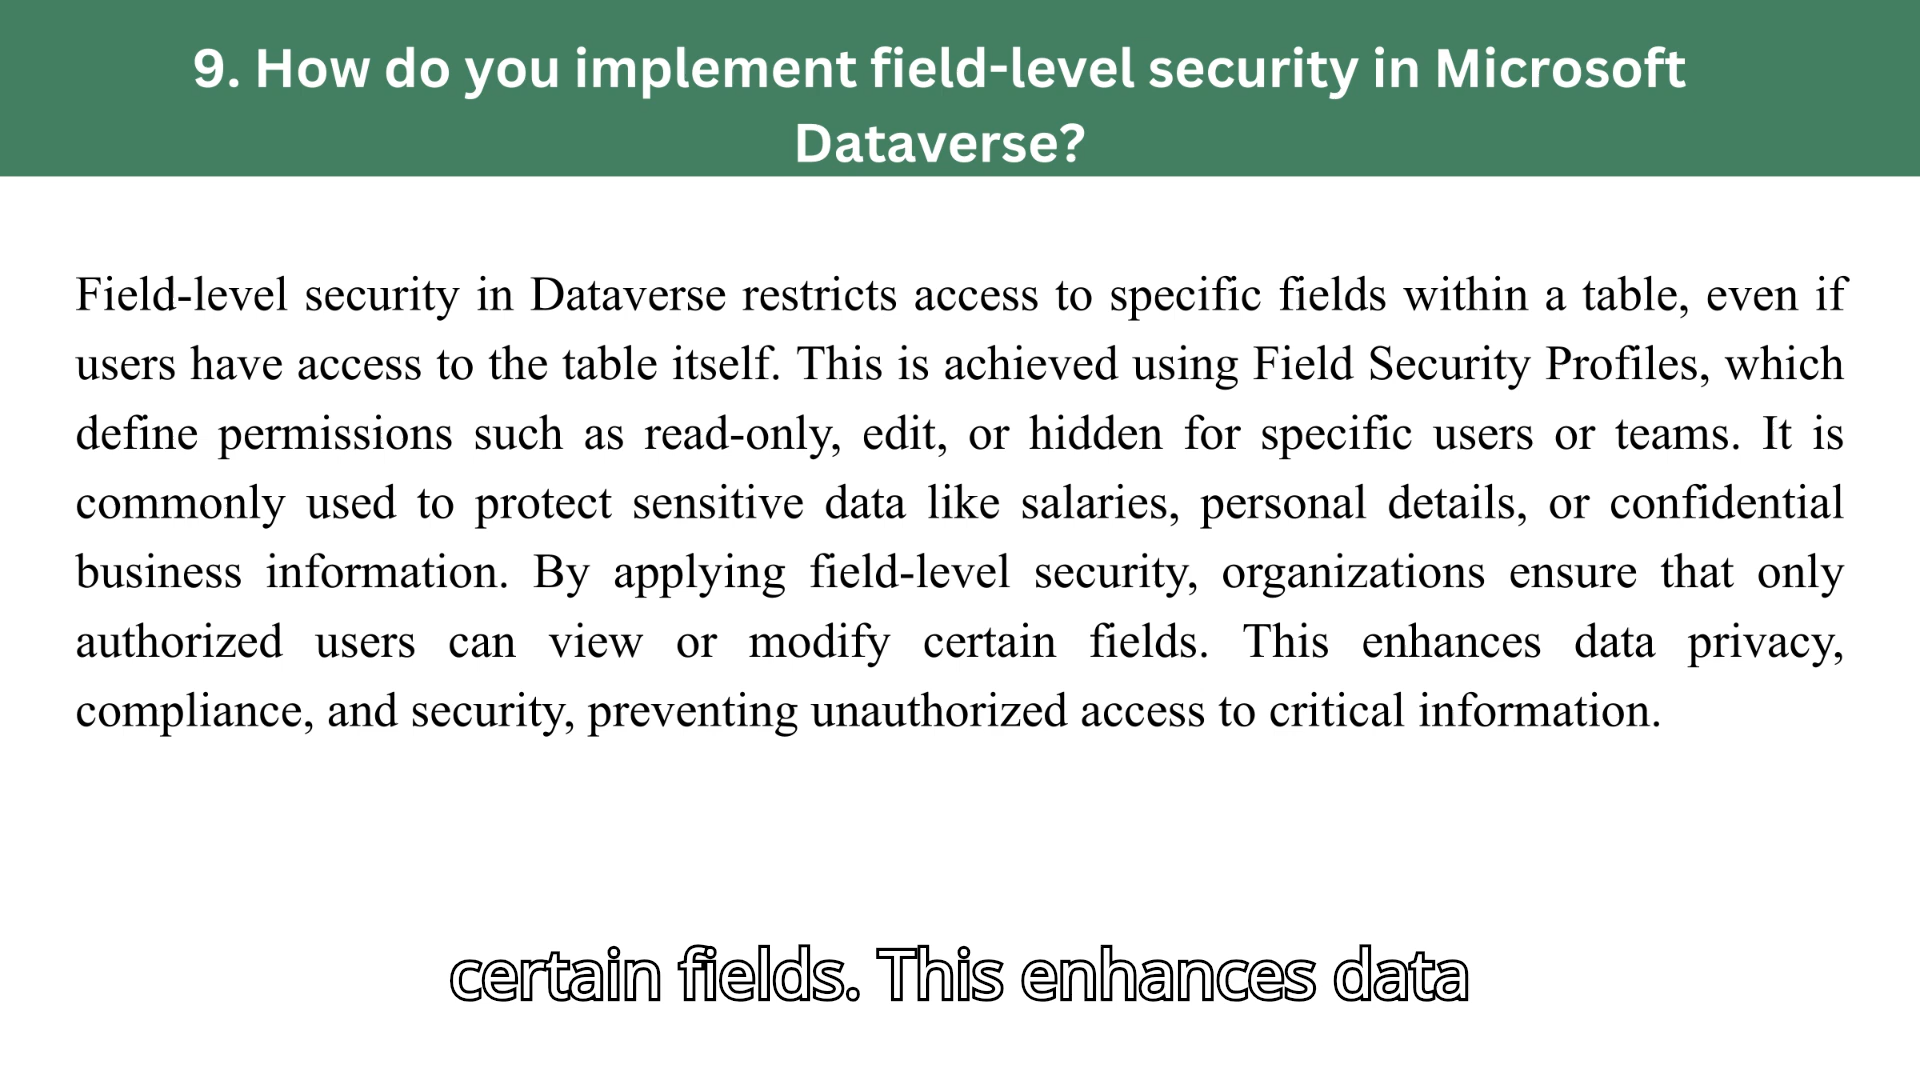 9. How do you implement field-level security in Microsoft
Dataverse?
Field-level security in Dataverse restricts access to specific fields within a table, even if
users have access to the table itself. This is achieved using Field Security Profiles, which
define permissions such as read-only, edit, or hidden for specific users or teams. It is
commonly used to protect sensitive data like salaries, personal details, or confidential
business information. By applying field-level security, organizations ensure that only
authorized users can view or modify certain fields. This enhances data privacy,
compliance, and security, preventing unauthorized access to critical information.
certain fields. This enhances data